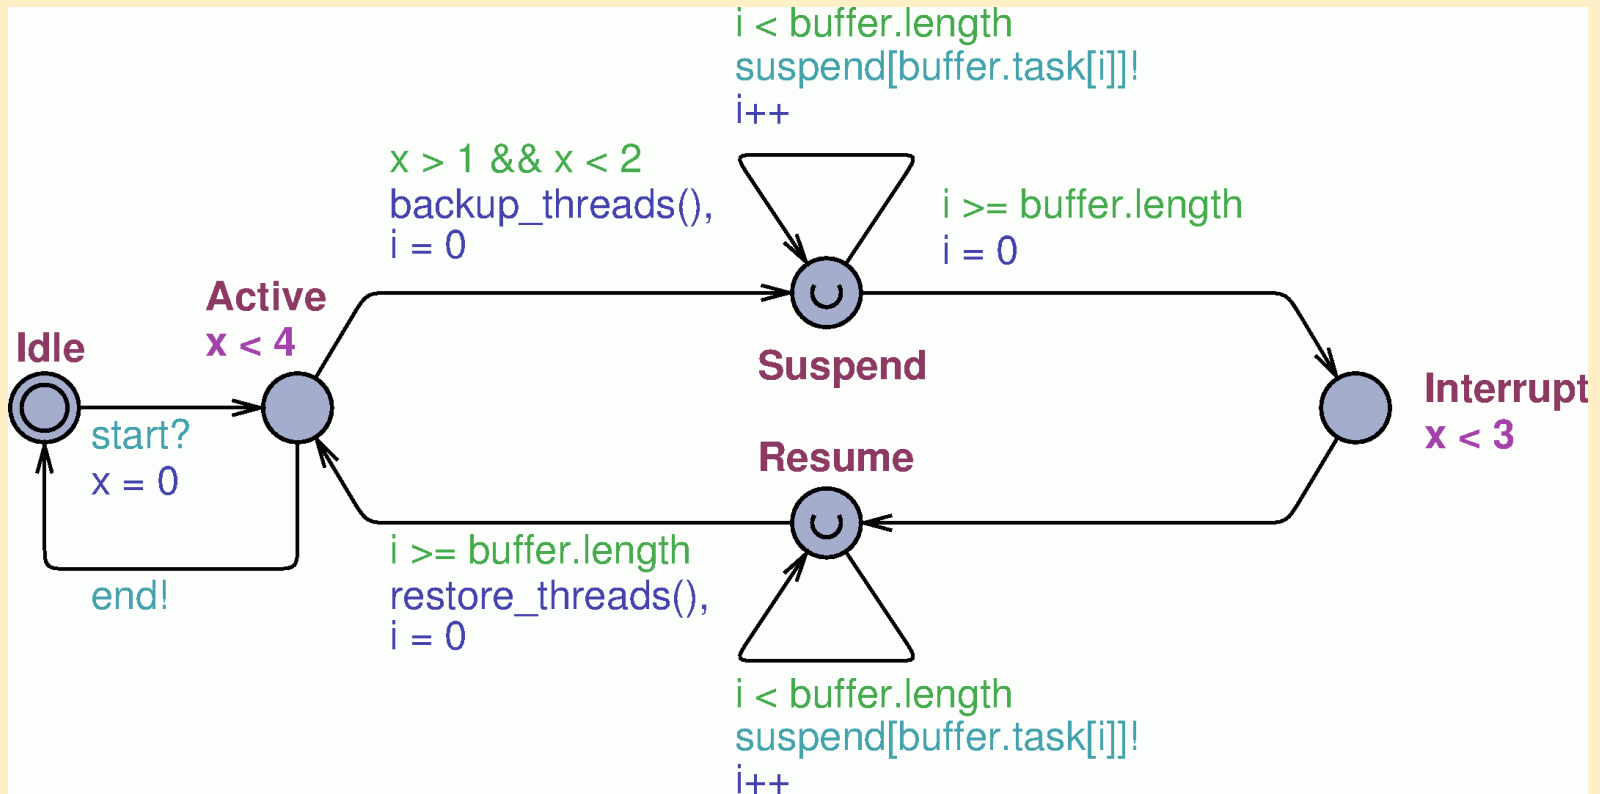 i < buffer.length
suspend[buffer.task[i]]!
i++
x > 1 && x < 2
backup_threads(),
i = 0
i >= buffer.length
i = 0
Active
x < 4
Idle
Suspend
start?
x = 0
Interrupt
x < 3
Resume
end!
i >= buffer.length
restore_threads(),
i = 0
i < buffer.length
suspend[buffer.task[i]]!
i++